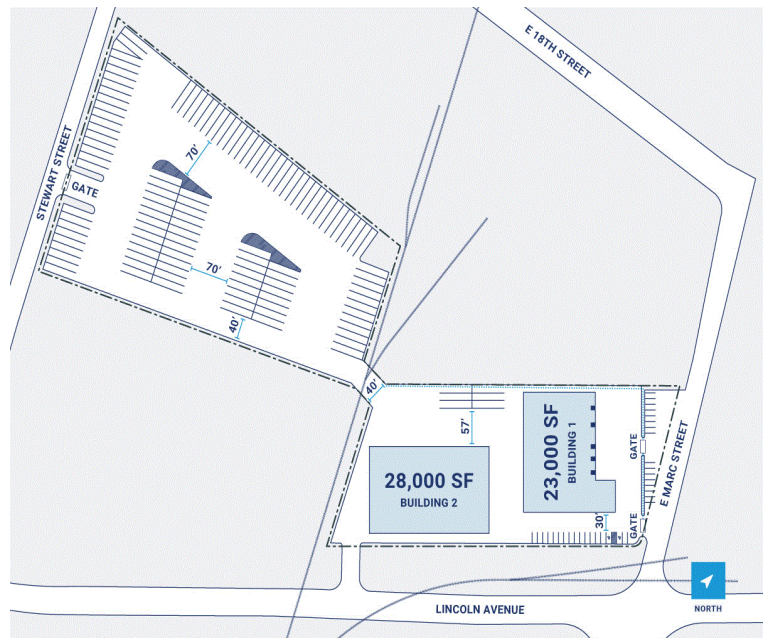 E 18TH STREET
STEWART STREET
70'
GATE
70'
40'
40'
57'
23,000 SF
BUILDING 1
28,000 SF
BUILDING 2
GATE
E MARC STREET
30'
GATE
NORTH
LINCOLN AVENUE